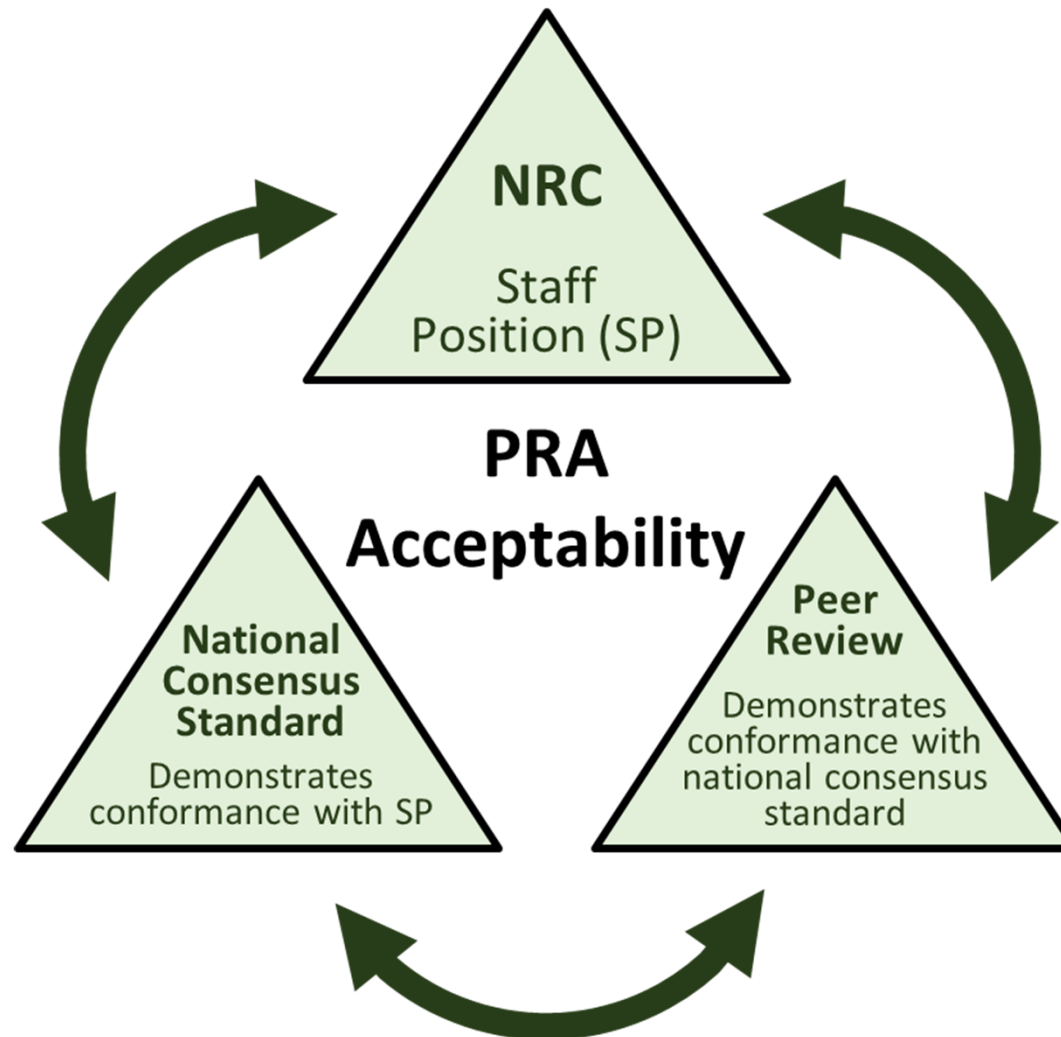 NRC
Staff
Position (SP)
PRA
Acceptability
National
Consensus
Standard
Demonstrates
conformance with SP
Peer
Review
Demonstrates
conformance with
national consensus
standard